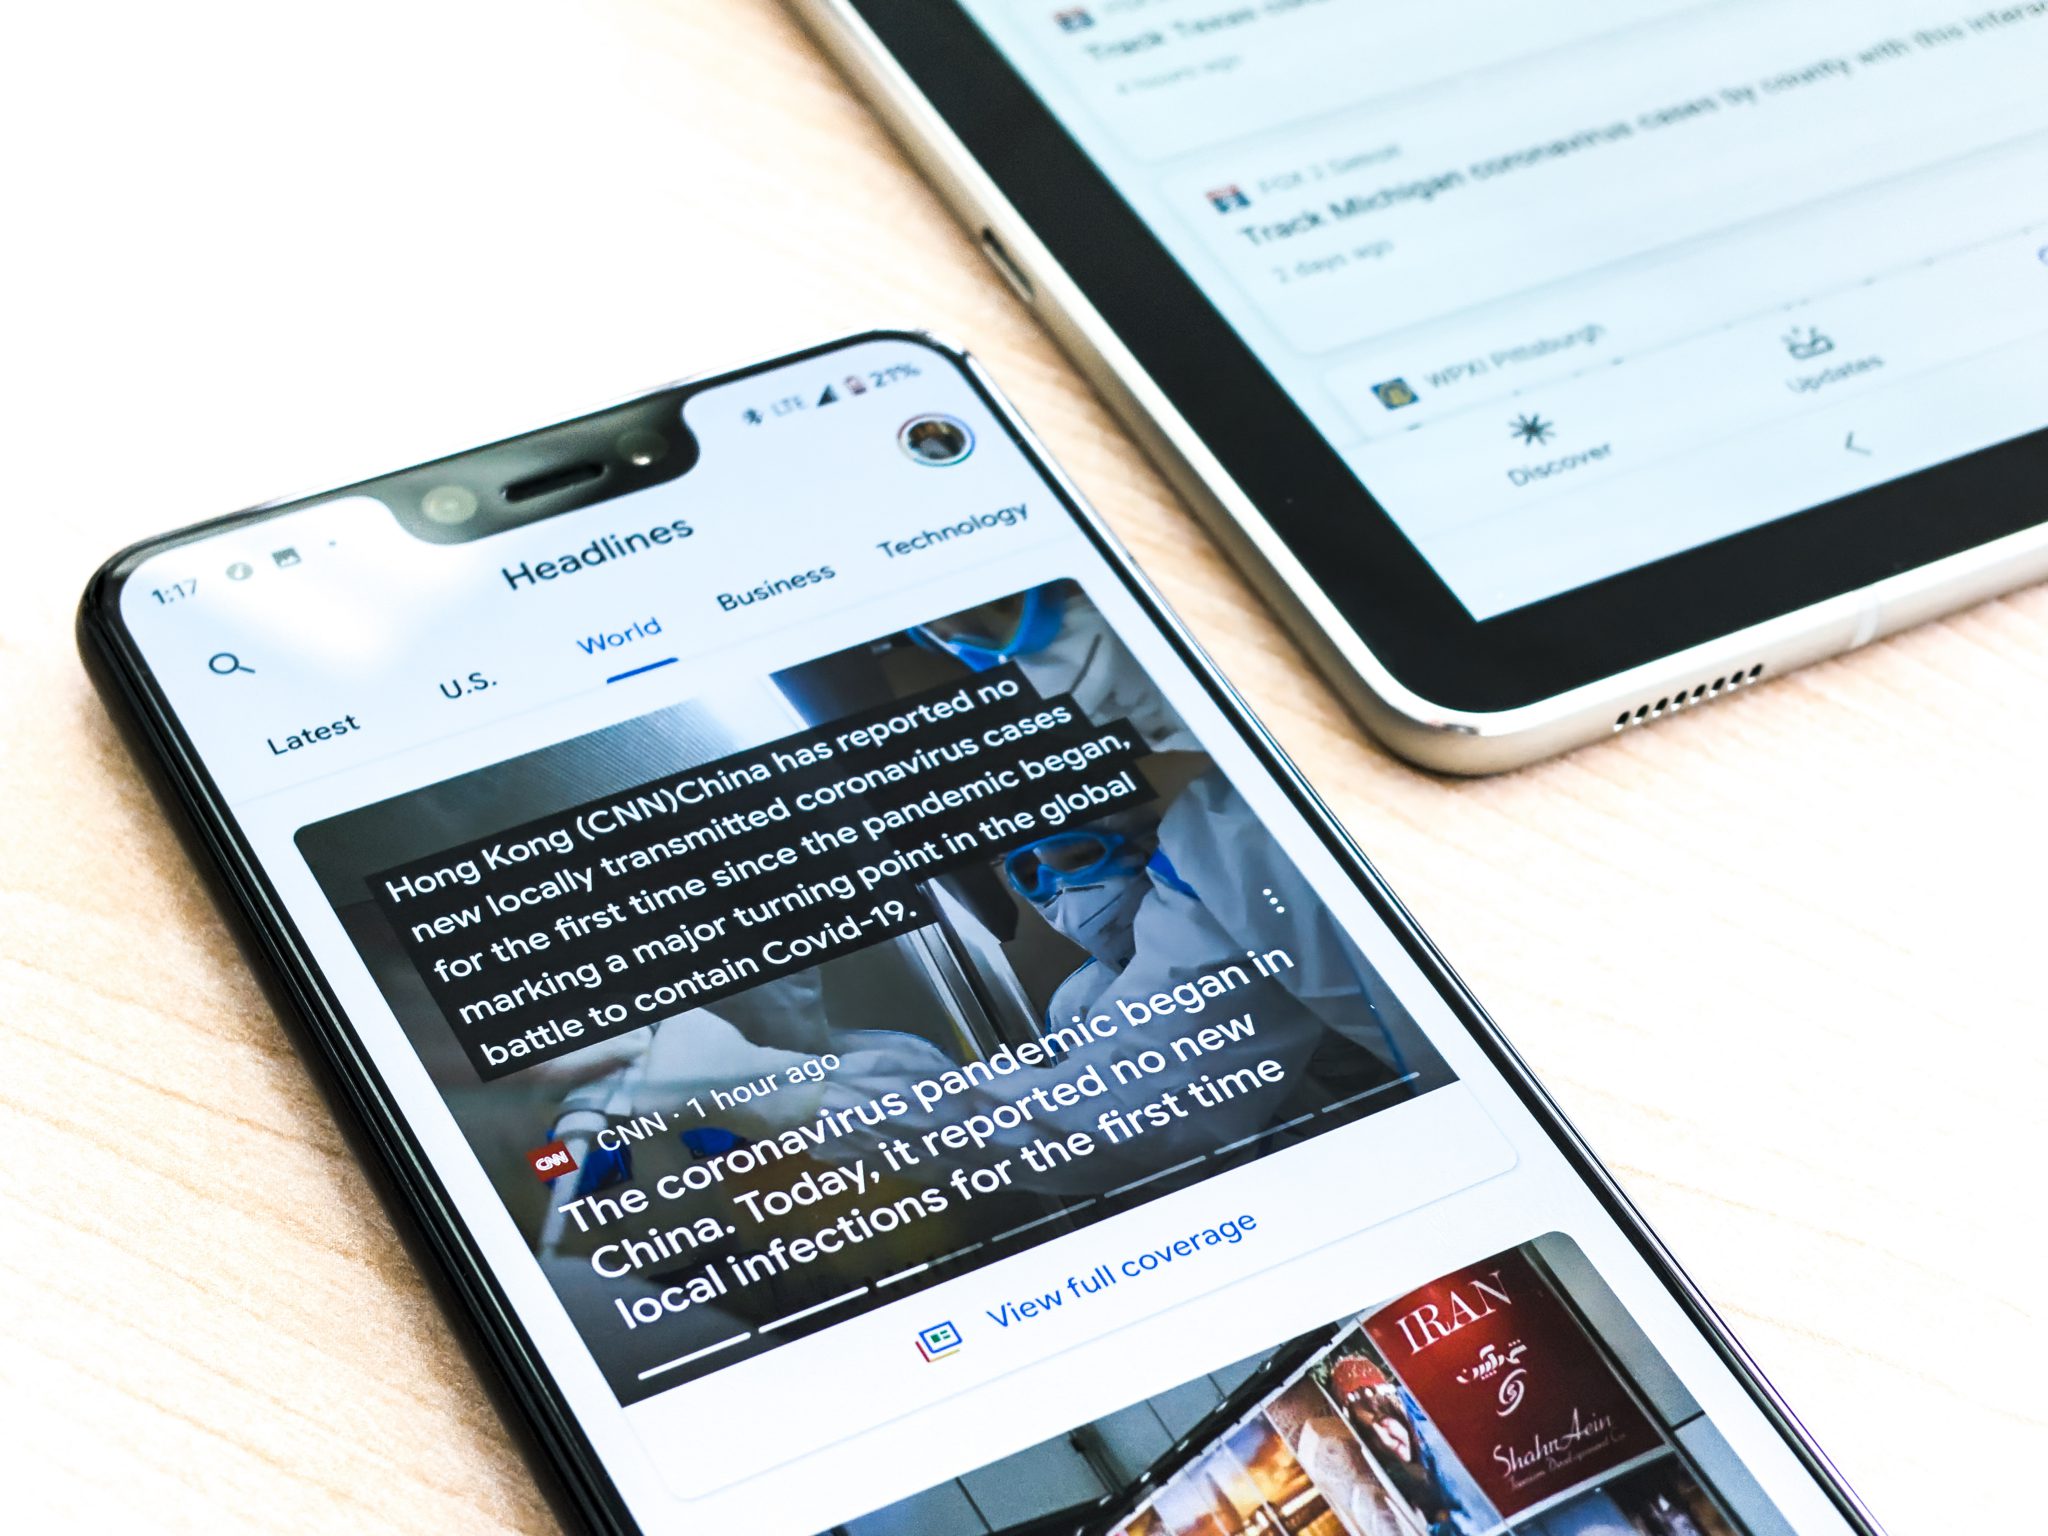 1:17
LTE 21%
Headlines
Latest U.S. World Business Technology
Hong Kong (CNN)China has reported no
new locally transmitted coronavirus cases
for the first time since the pandemic began,
marking a major turning point in the global
battle to contain Covid-19.
CNN
CNN · 1 hour ago
The coronavirus pandemic began in
China. Today, it reported no new
local infections for the first time
View full coverage
IRAN
ShahrAein
Track Texas
4 hours ago
FOX 2 Detroit
Track Michigan coronavirus cases by county with this
2 days ago
WPXI Pittsburgh
Discover
Updates